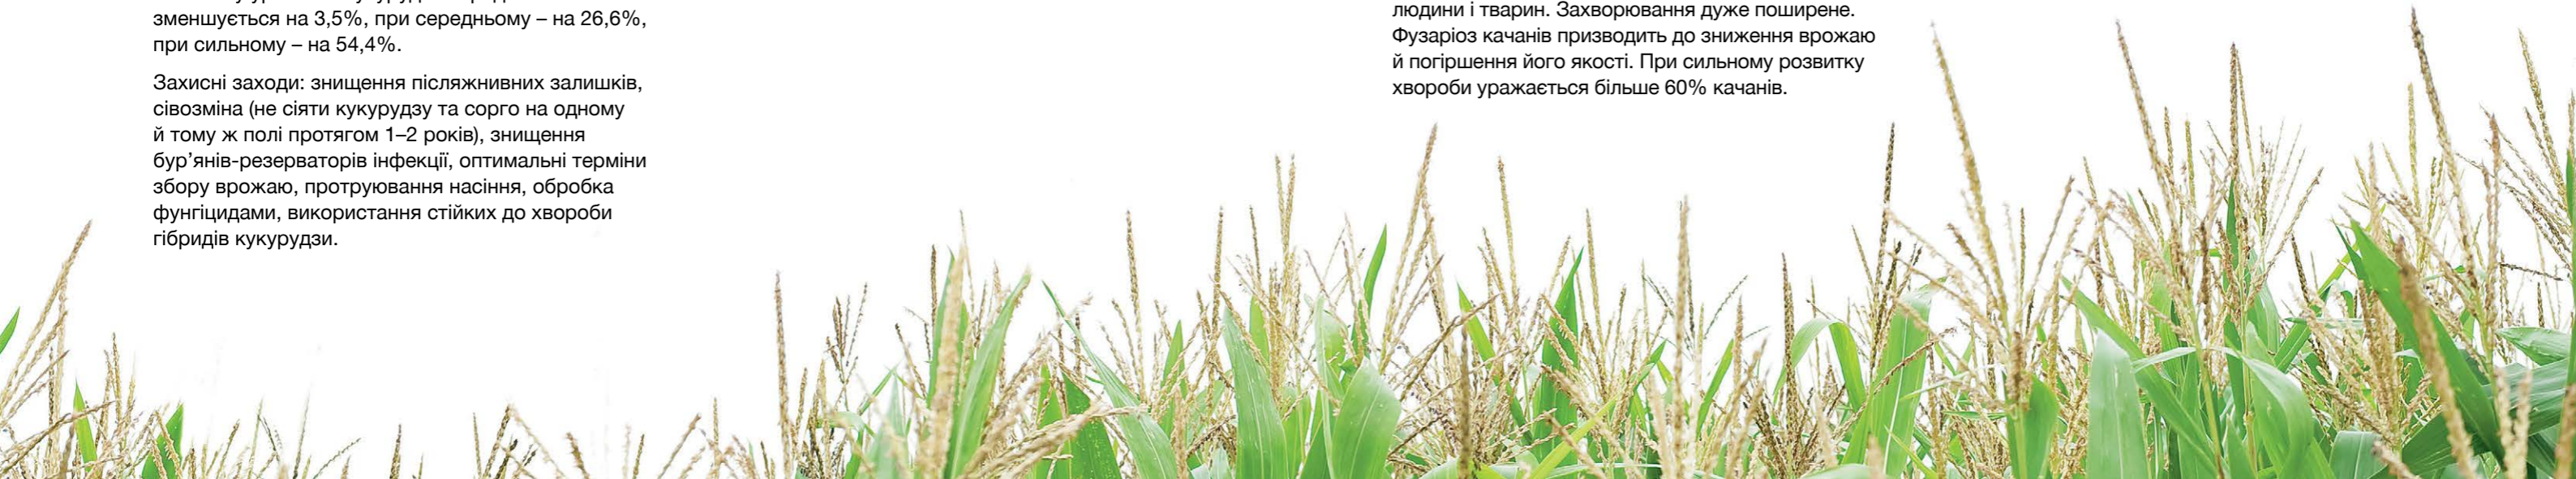 зменшується на 3,5%, при середньому – на 26,6%,
при сильному – на 54,4%.
Захисні заходи: знищення післяжнивних залишків,
сівозміна (не сіяти кукурудзу та сорго на одному
й тому ж полі протягом 1–2 років), знищення
бур’янів-резерваторів інфекції, оптимальні терміни
збору врожаю, протруювання насіння, обробка
фунгіцидами, використання стійких до хвороби
гібридів кукурудзи.
людини і тварин. Захворювання дуже поширене.
Фузаріоз качанів призводить до зниження врожаю
й погіршення його якості. При сильному розвитку
хвороби уражається більше 60% качанів.